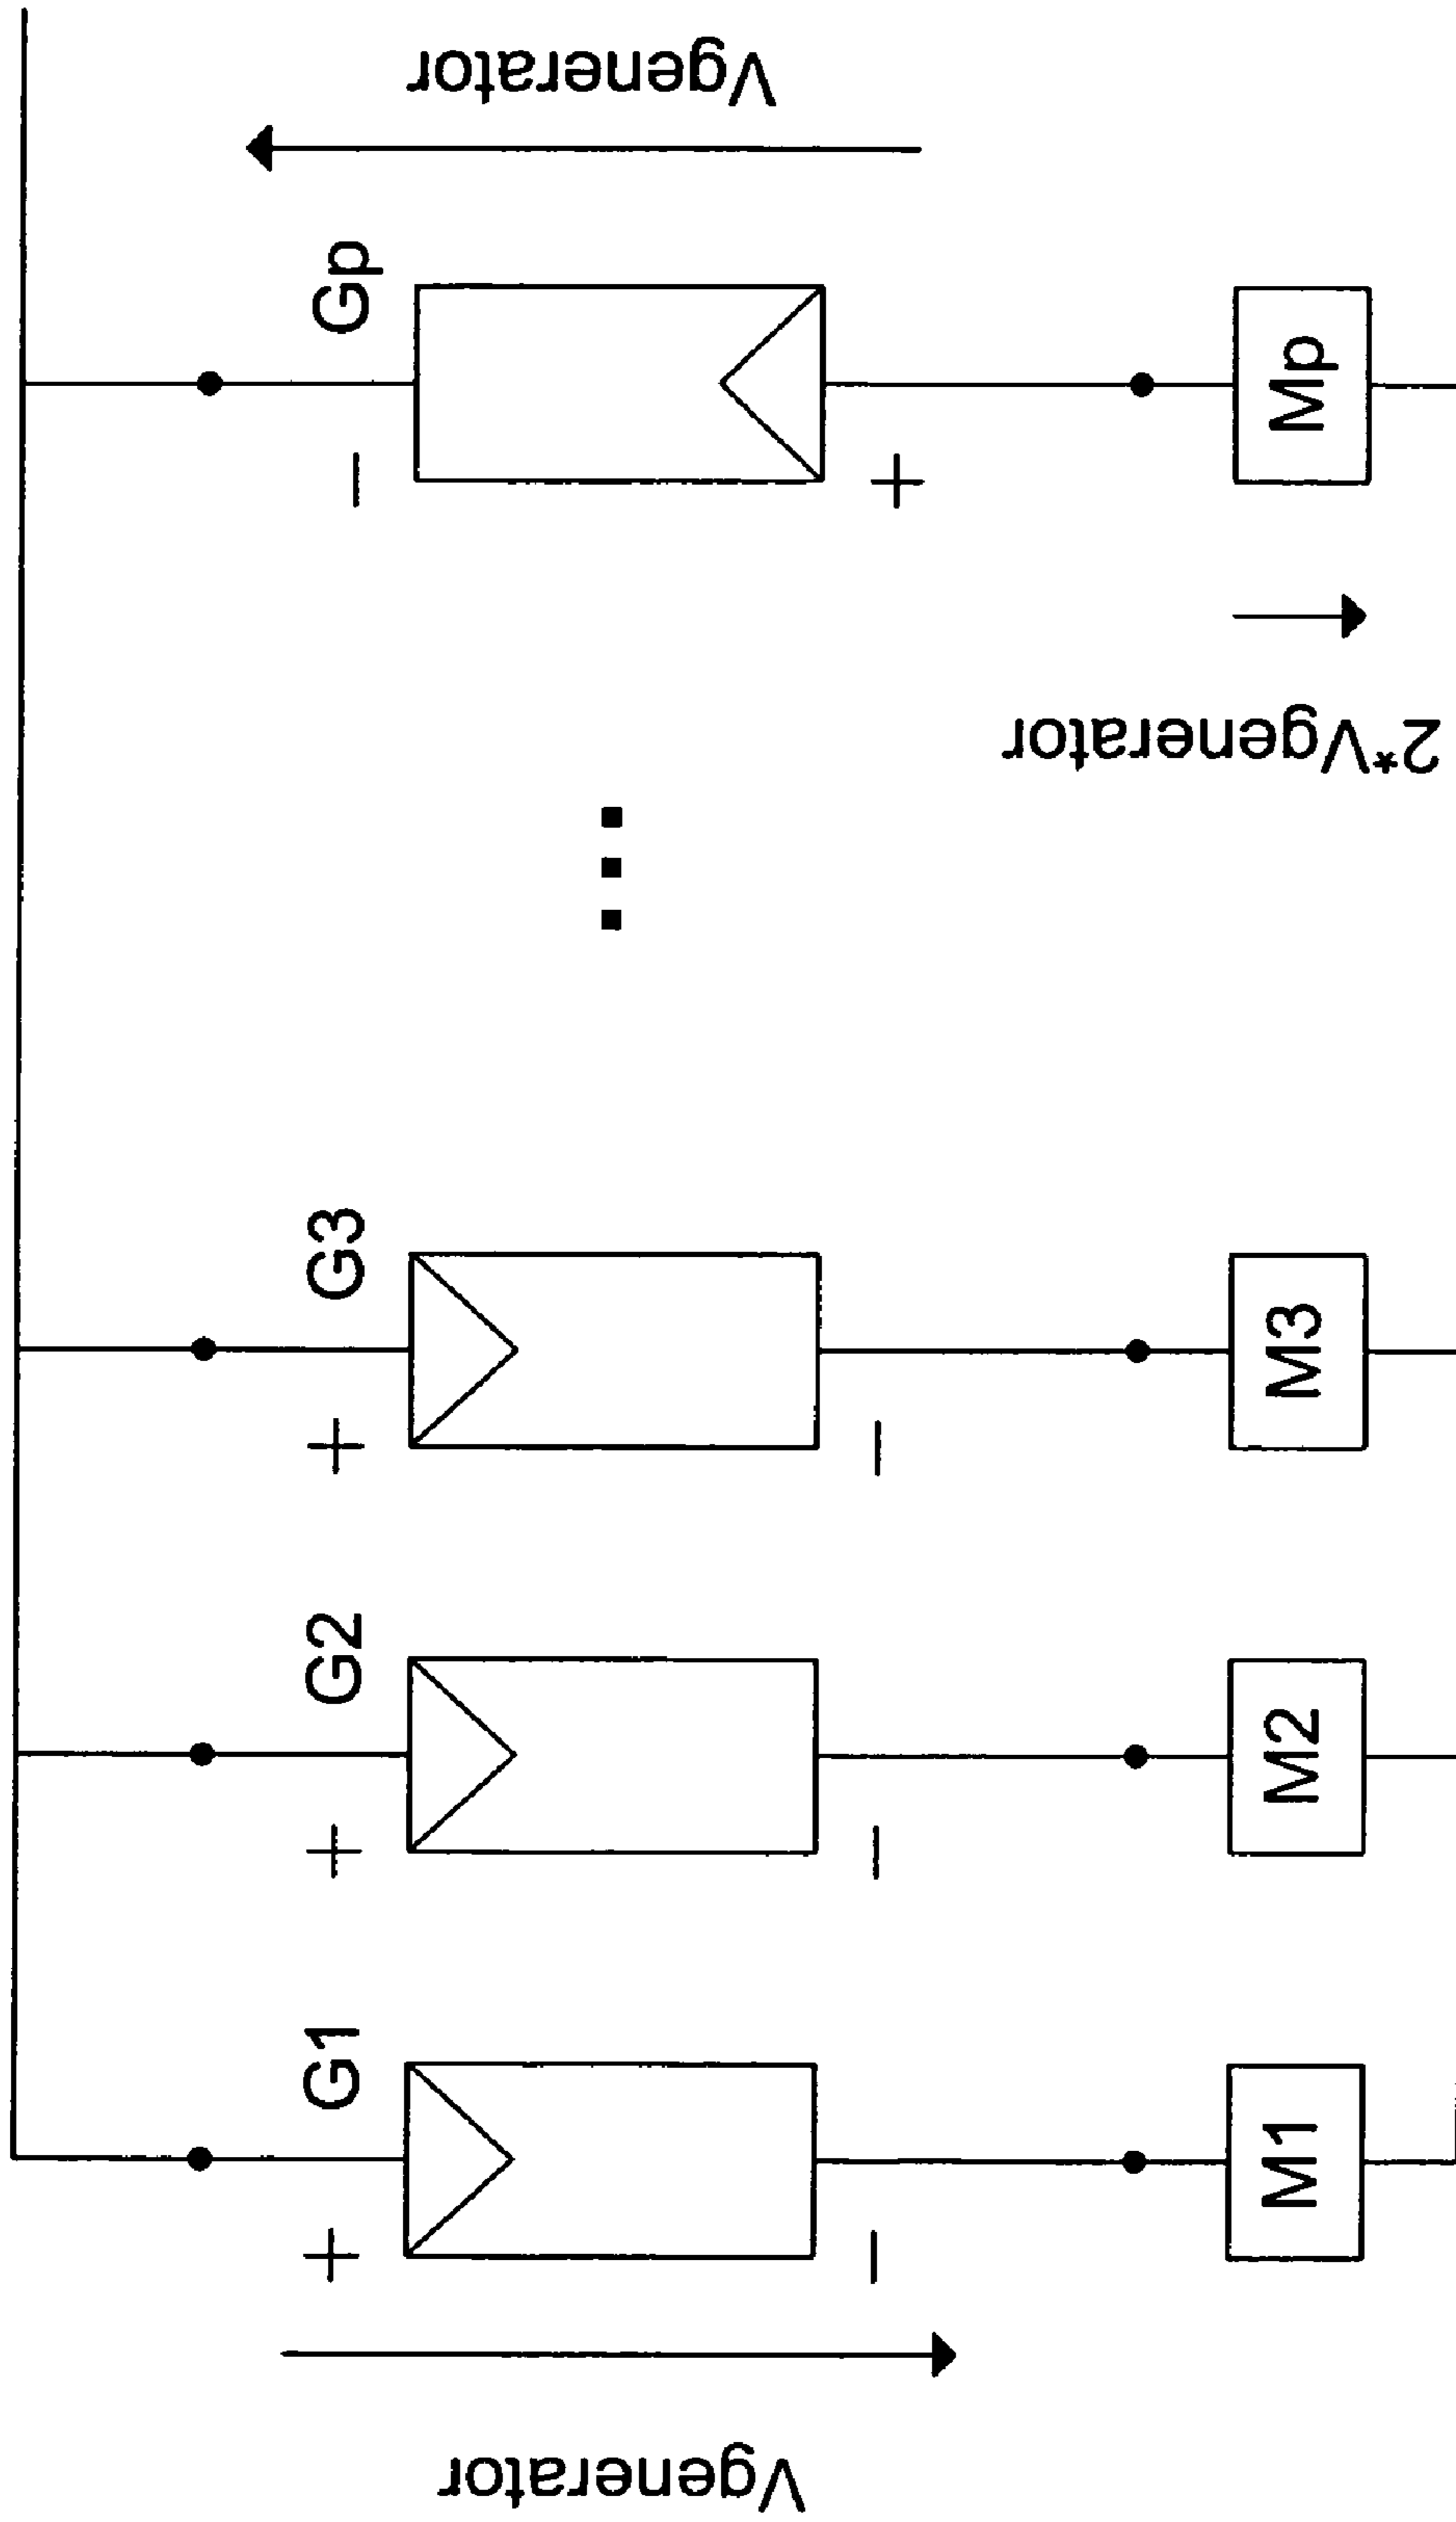 Vgenerator
Gp
−
+
Mp
2*Vgenerator
G3
+
−
M3
G2
+
−
M2
G1
+
−
M1
Vgenerator